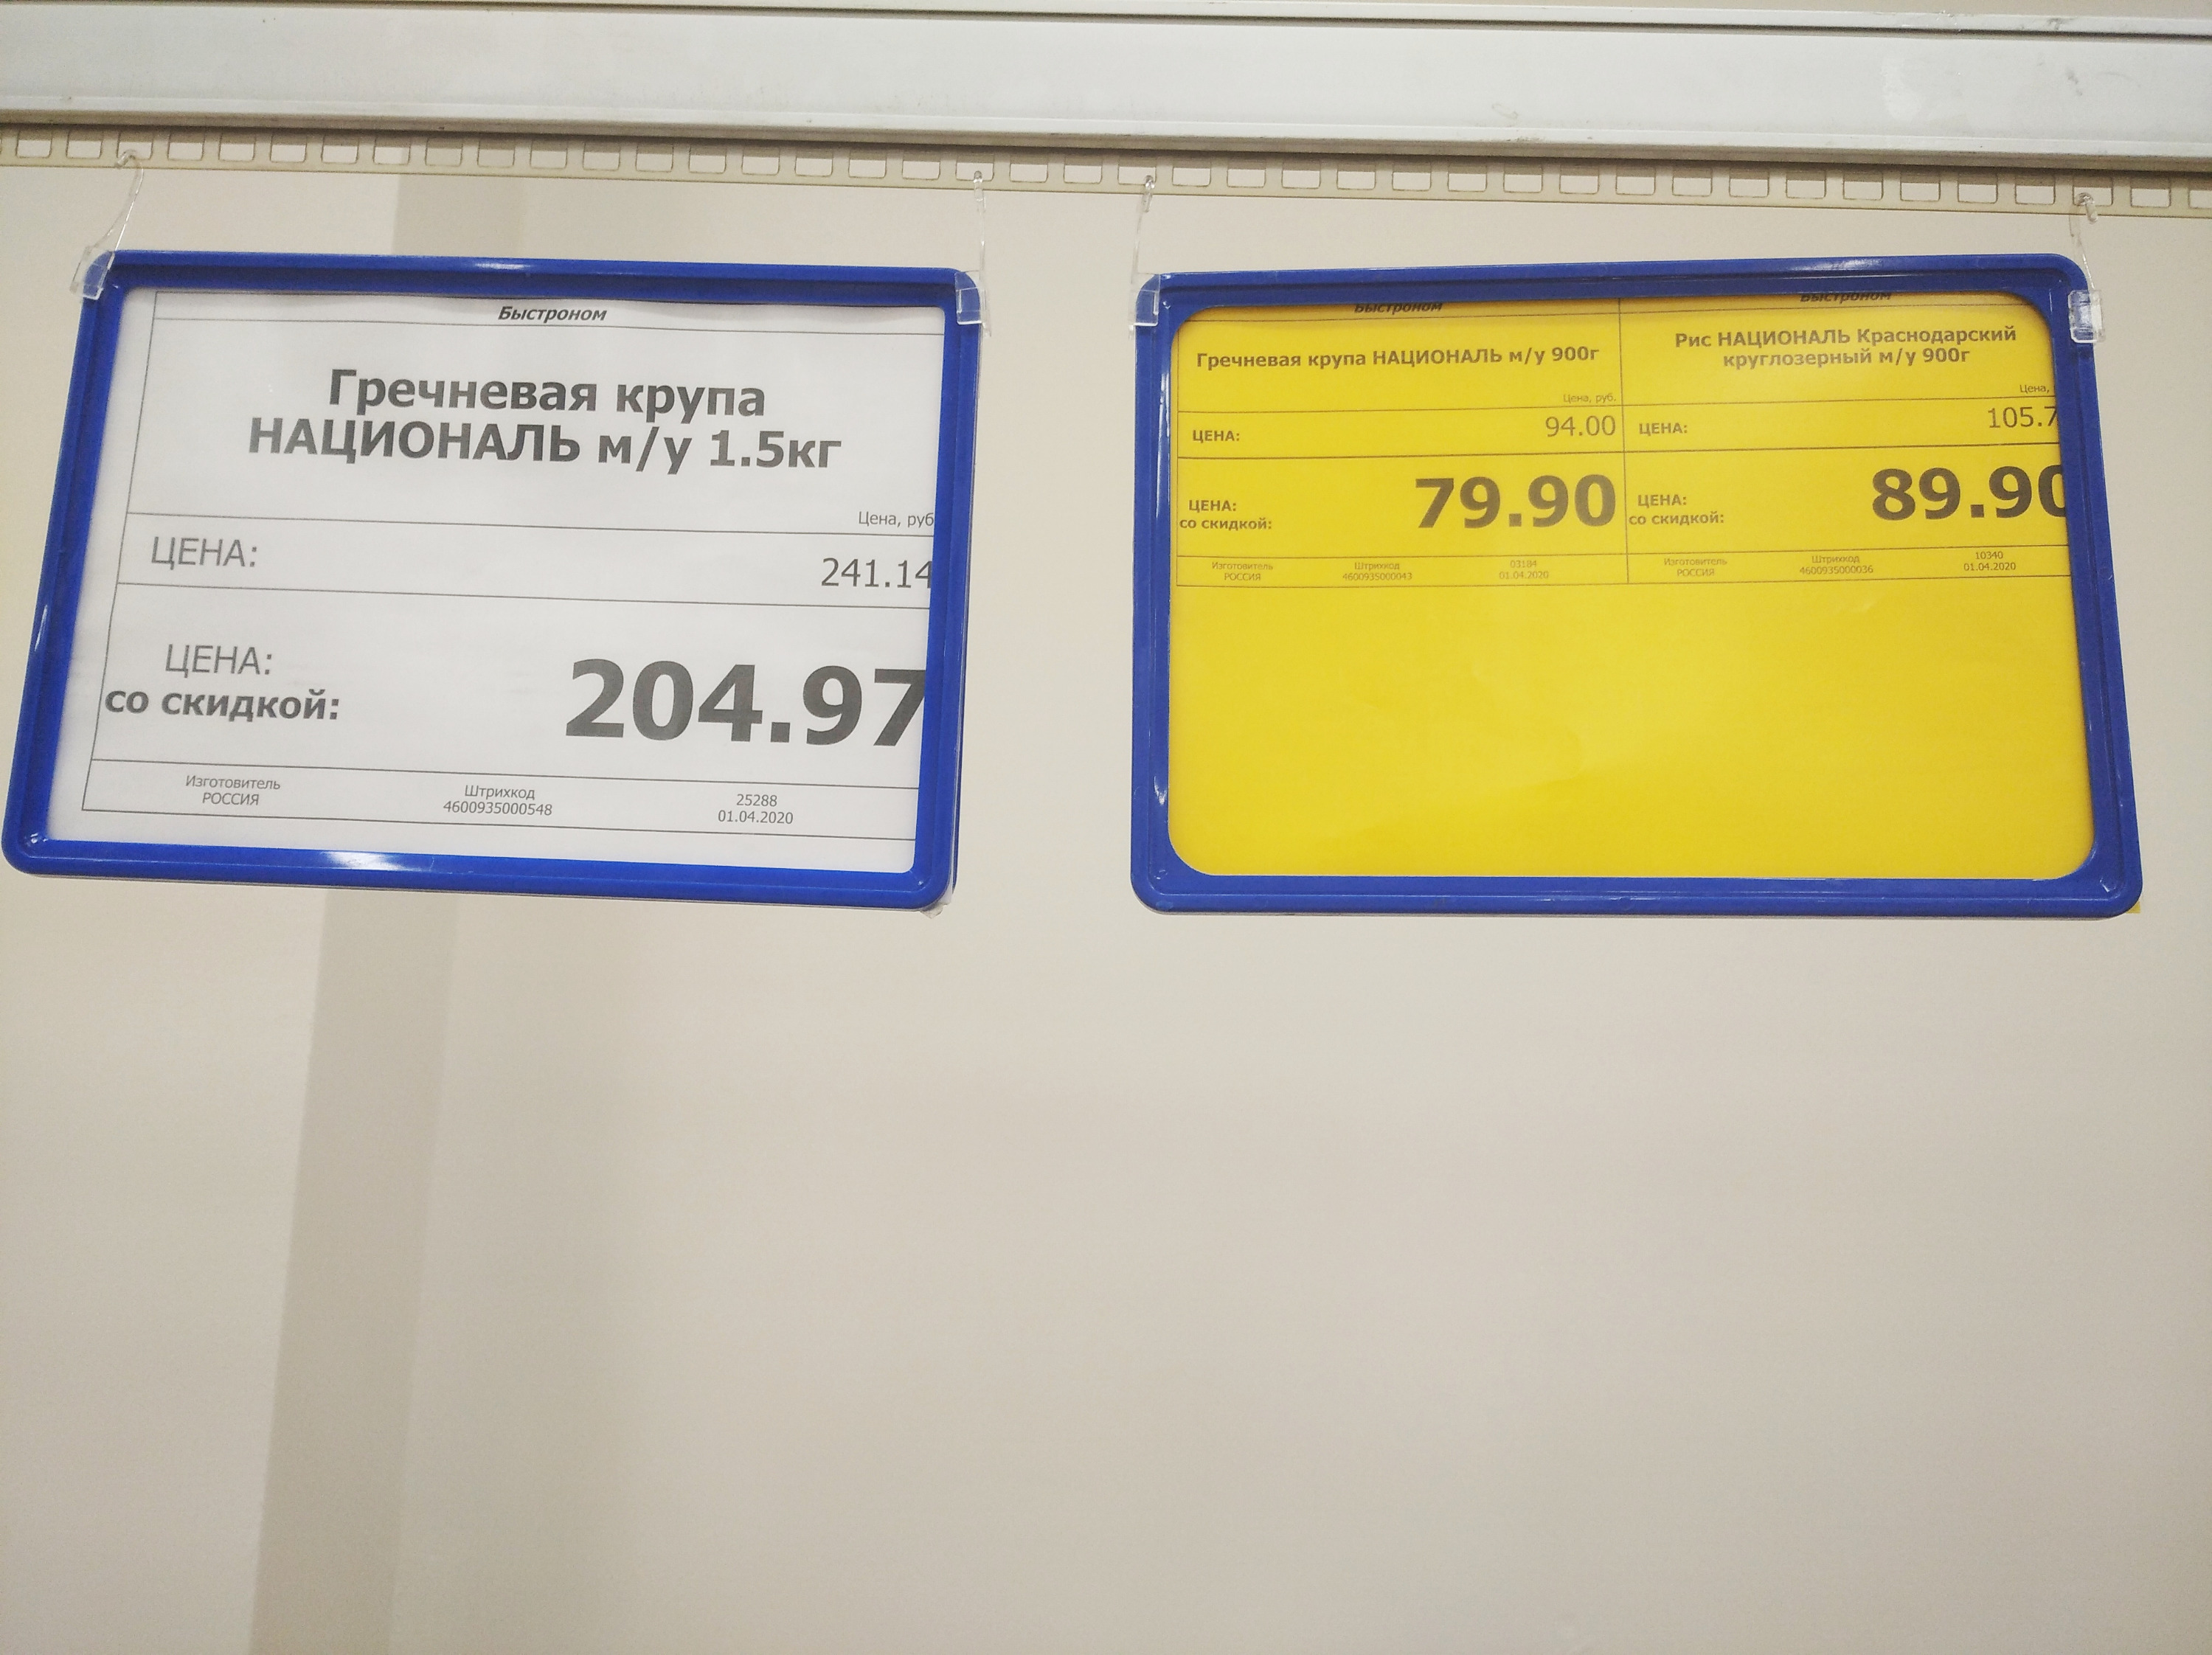 Быстроном
Гречневая крупа
НАЦИОНАЛЬ м/у 1.5кг
Цена, руб
ЦЕНА:
241.14
ЦЕНА:
со скидкой:
204.97
Изготовитель
РОССИЯ
Штрихкод
4600935000548
25288
01.04.2020
Быстроном
Гречневая крупа НАЦИОНАЛЬ м/у 900г
Цена, руб.
ЦЕНА:
94.00
ЦЕНА:
со скидкой:
79.90
Изготовитель
РОССИЯ
Штрихкод
4600935000043
03184
01.04.2020
Быстроном
Рис НАЦИОНАЛЬ Краснодарский
круглозерный м/у 900г
Цена,
ЦЕНА:
105.7
ЦЕНА:
со скидкой:
89.90
Изготовитель
РОССИЯ
Штрихкод
4600935000036
10340
01.04.2020